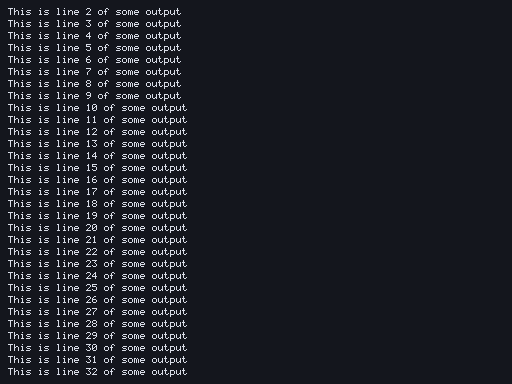 This is line 2 of some output
This is line 3 of some output
This is line 4 of some output
This is line 5 of some output
This is line 6 of some output
This is line 7 of some output
This is line 8 of some output
This is line 9 of some output
This is line 10 of some output
This is line 11 of some output
This is line 12 of some output
This is line 13 of some output
This is line 14 of some output
This is line 15 of some output
This is line 16 of some output
This is line 17 of some output
This is line 18 of some output
This is line 19 of some output
This is line 20 of some output
This is line 21 of some output
This is line 22 of some output
This is line 23 of some output
This is line 24 of some output
This is line 25 of some output
This is line 26 of some output
This is line 27 of some output
This is line 28 of some output
This is line 29 of some output
This is line 30 of some output
This is line 31 of some output
This is line 32 of some output